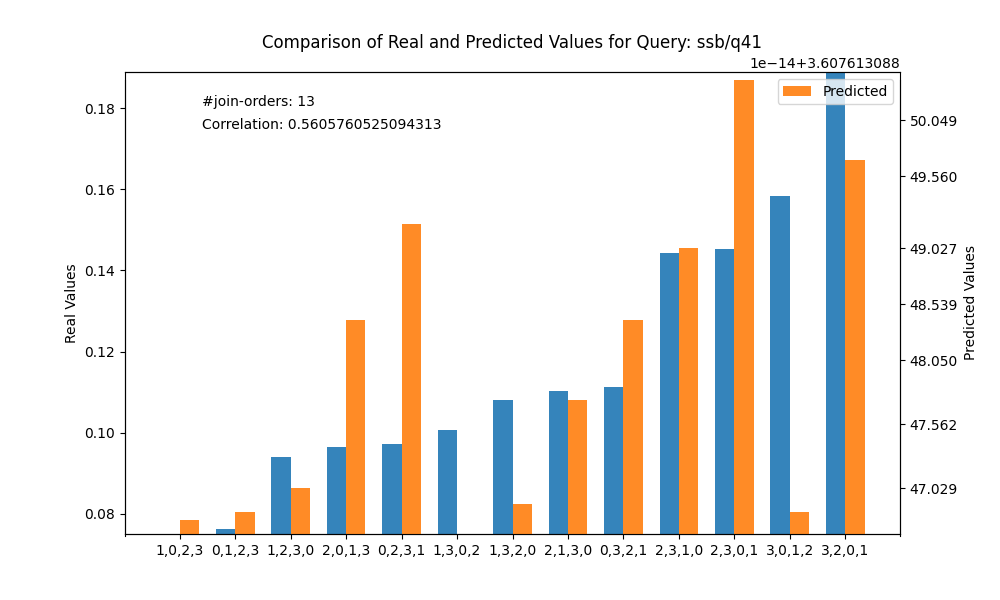 Comparison of Real and Predicted Values for Query: ssb/q41
1e−14+3.607613088
#join-orders: 13
Correlation: 0.5605760525094313
Predicted
0.18
0.16
0.14
0.12
0.10
0.08
Real Values
50.049
49.560
49.027
48.539
48.050
47.562
47.029
Predicted Values
1,0,2,3 0,1,2,3 1,2,3,0 2,0,1,3 0,2,3,1 1,3,0,2 1,3,2,0 2,1,3,0 0,3,2,1 2,3,1,0 2,3,0,1 3,0,1,2 3,2,0,1